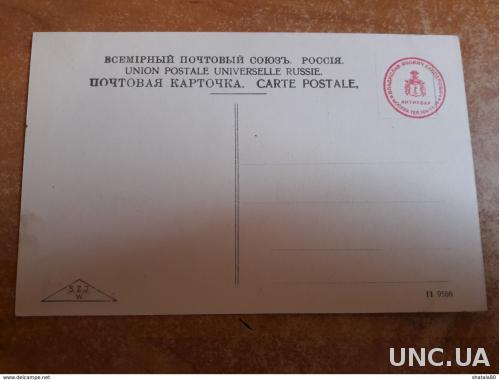 ВСЕМІРНЫЙ ПОЧТОВЫЙ СОЮЗЪ. РОССІЯ.
UNION POSTALE UNIVERSELLE RUSSIE.
ПОЧТОВАЯ КАРТОЧКА. CARTE POSTALE.
АНТИКВАР
S.Z.J.
W.
11 9566
delcampe.net
shatala80
UNC.UA